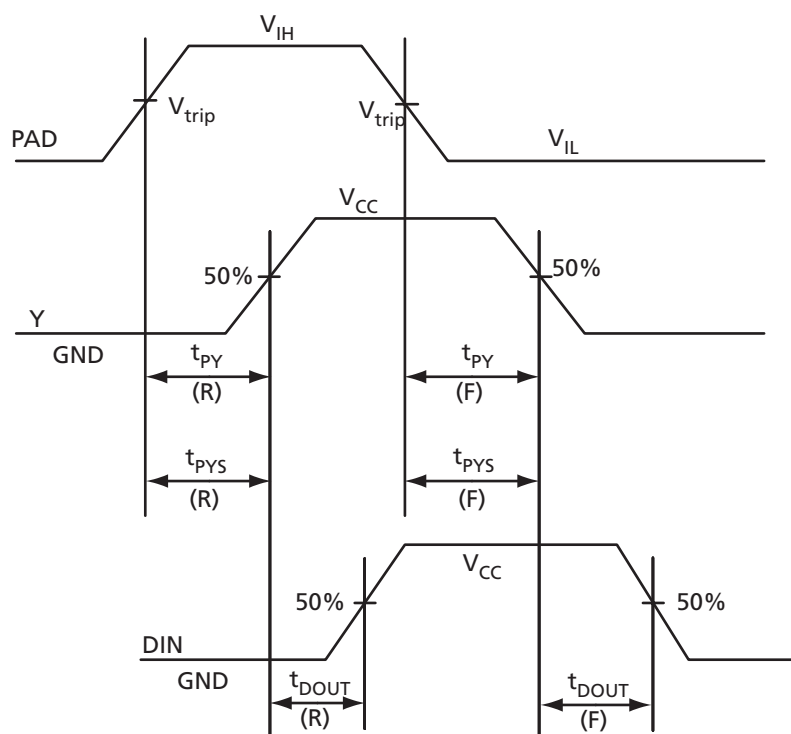 V_IH
V_trip
V_trip
PAD
V_IL
V_CC
50%
50%
Y
GND
t_PY
(R)
t_PY
(F)
t_PYS
(R)
t_PYS
(F)
V_CC
50%
50%
DIN
GND
t_DOUT
(R)
t_DOUT
(F)